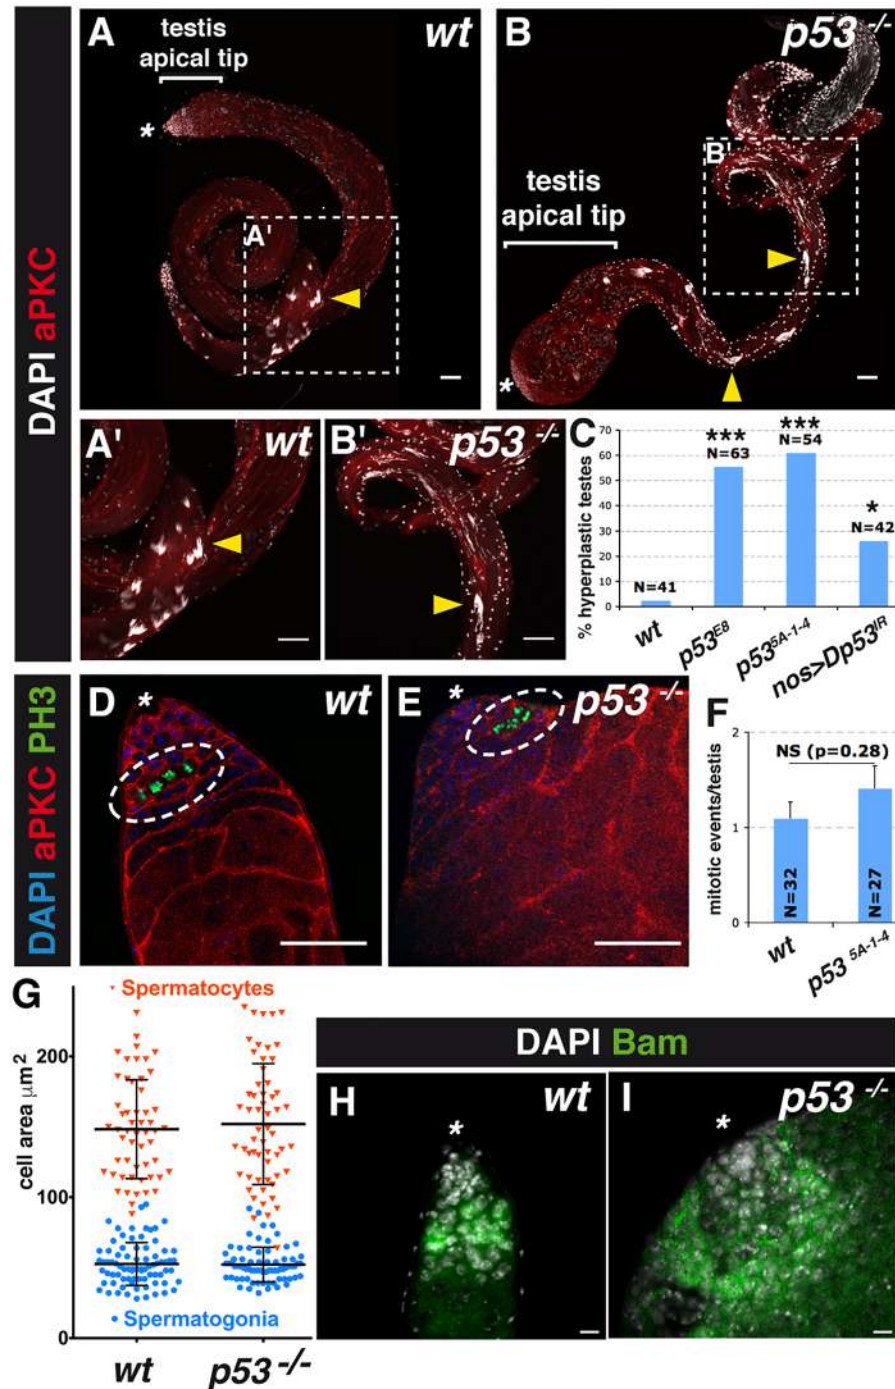 A
wt
testis
apical tip
*
A'
B
p53 -/-
B'
testis
apical tip
*
DAPI aPKC
A'
wt
B'
p53 -/-
C
% hyperplastic testes
70
60
50
40
30
20
10
0
N=41
***
N=63
***
N=54
*
N=42
wt
p53E8
p535A-1-4
nos>Dp53IR
DAPI aPKC PH3
D
*
wt
E
*
p53 -/-
F
mitotic events/testis
2
1
0
NS (p=0.28)
N=32
N=27
wt
p53 5A-1-4
G
Spermatocytes
cell area µm2
200
100
0
Spermatogonia
wt
p53 -/-
DAPI Bam
H
wt
*
I
p53 -/-
*